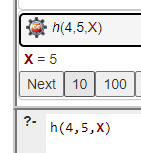 h(4,5,X)
X = 5
Next 10 100
?- h(4,5,X)